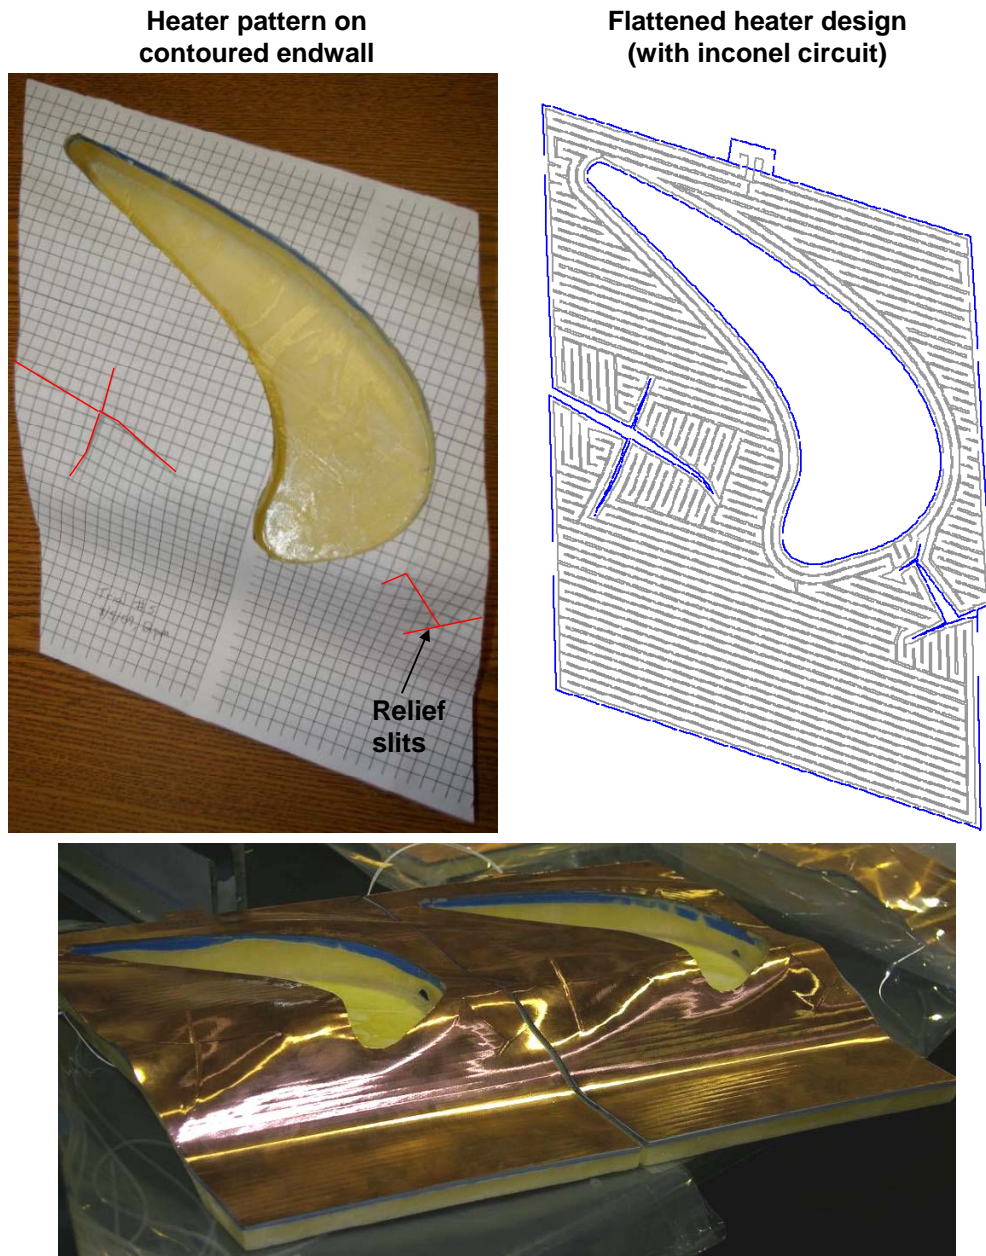 Heater pattern on
contoured endwall
Flattened heater design
(with inconel circuit)
Relief
slits